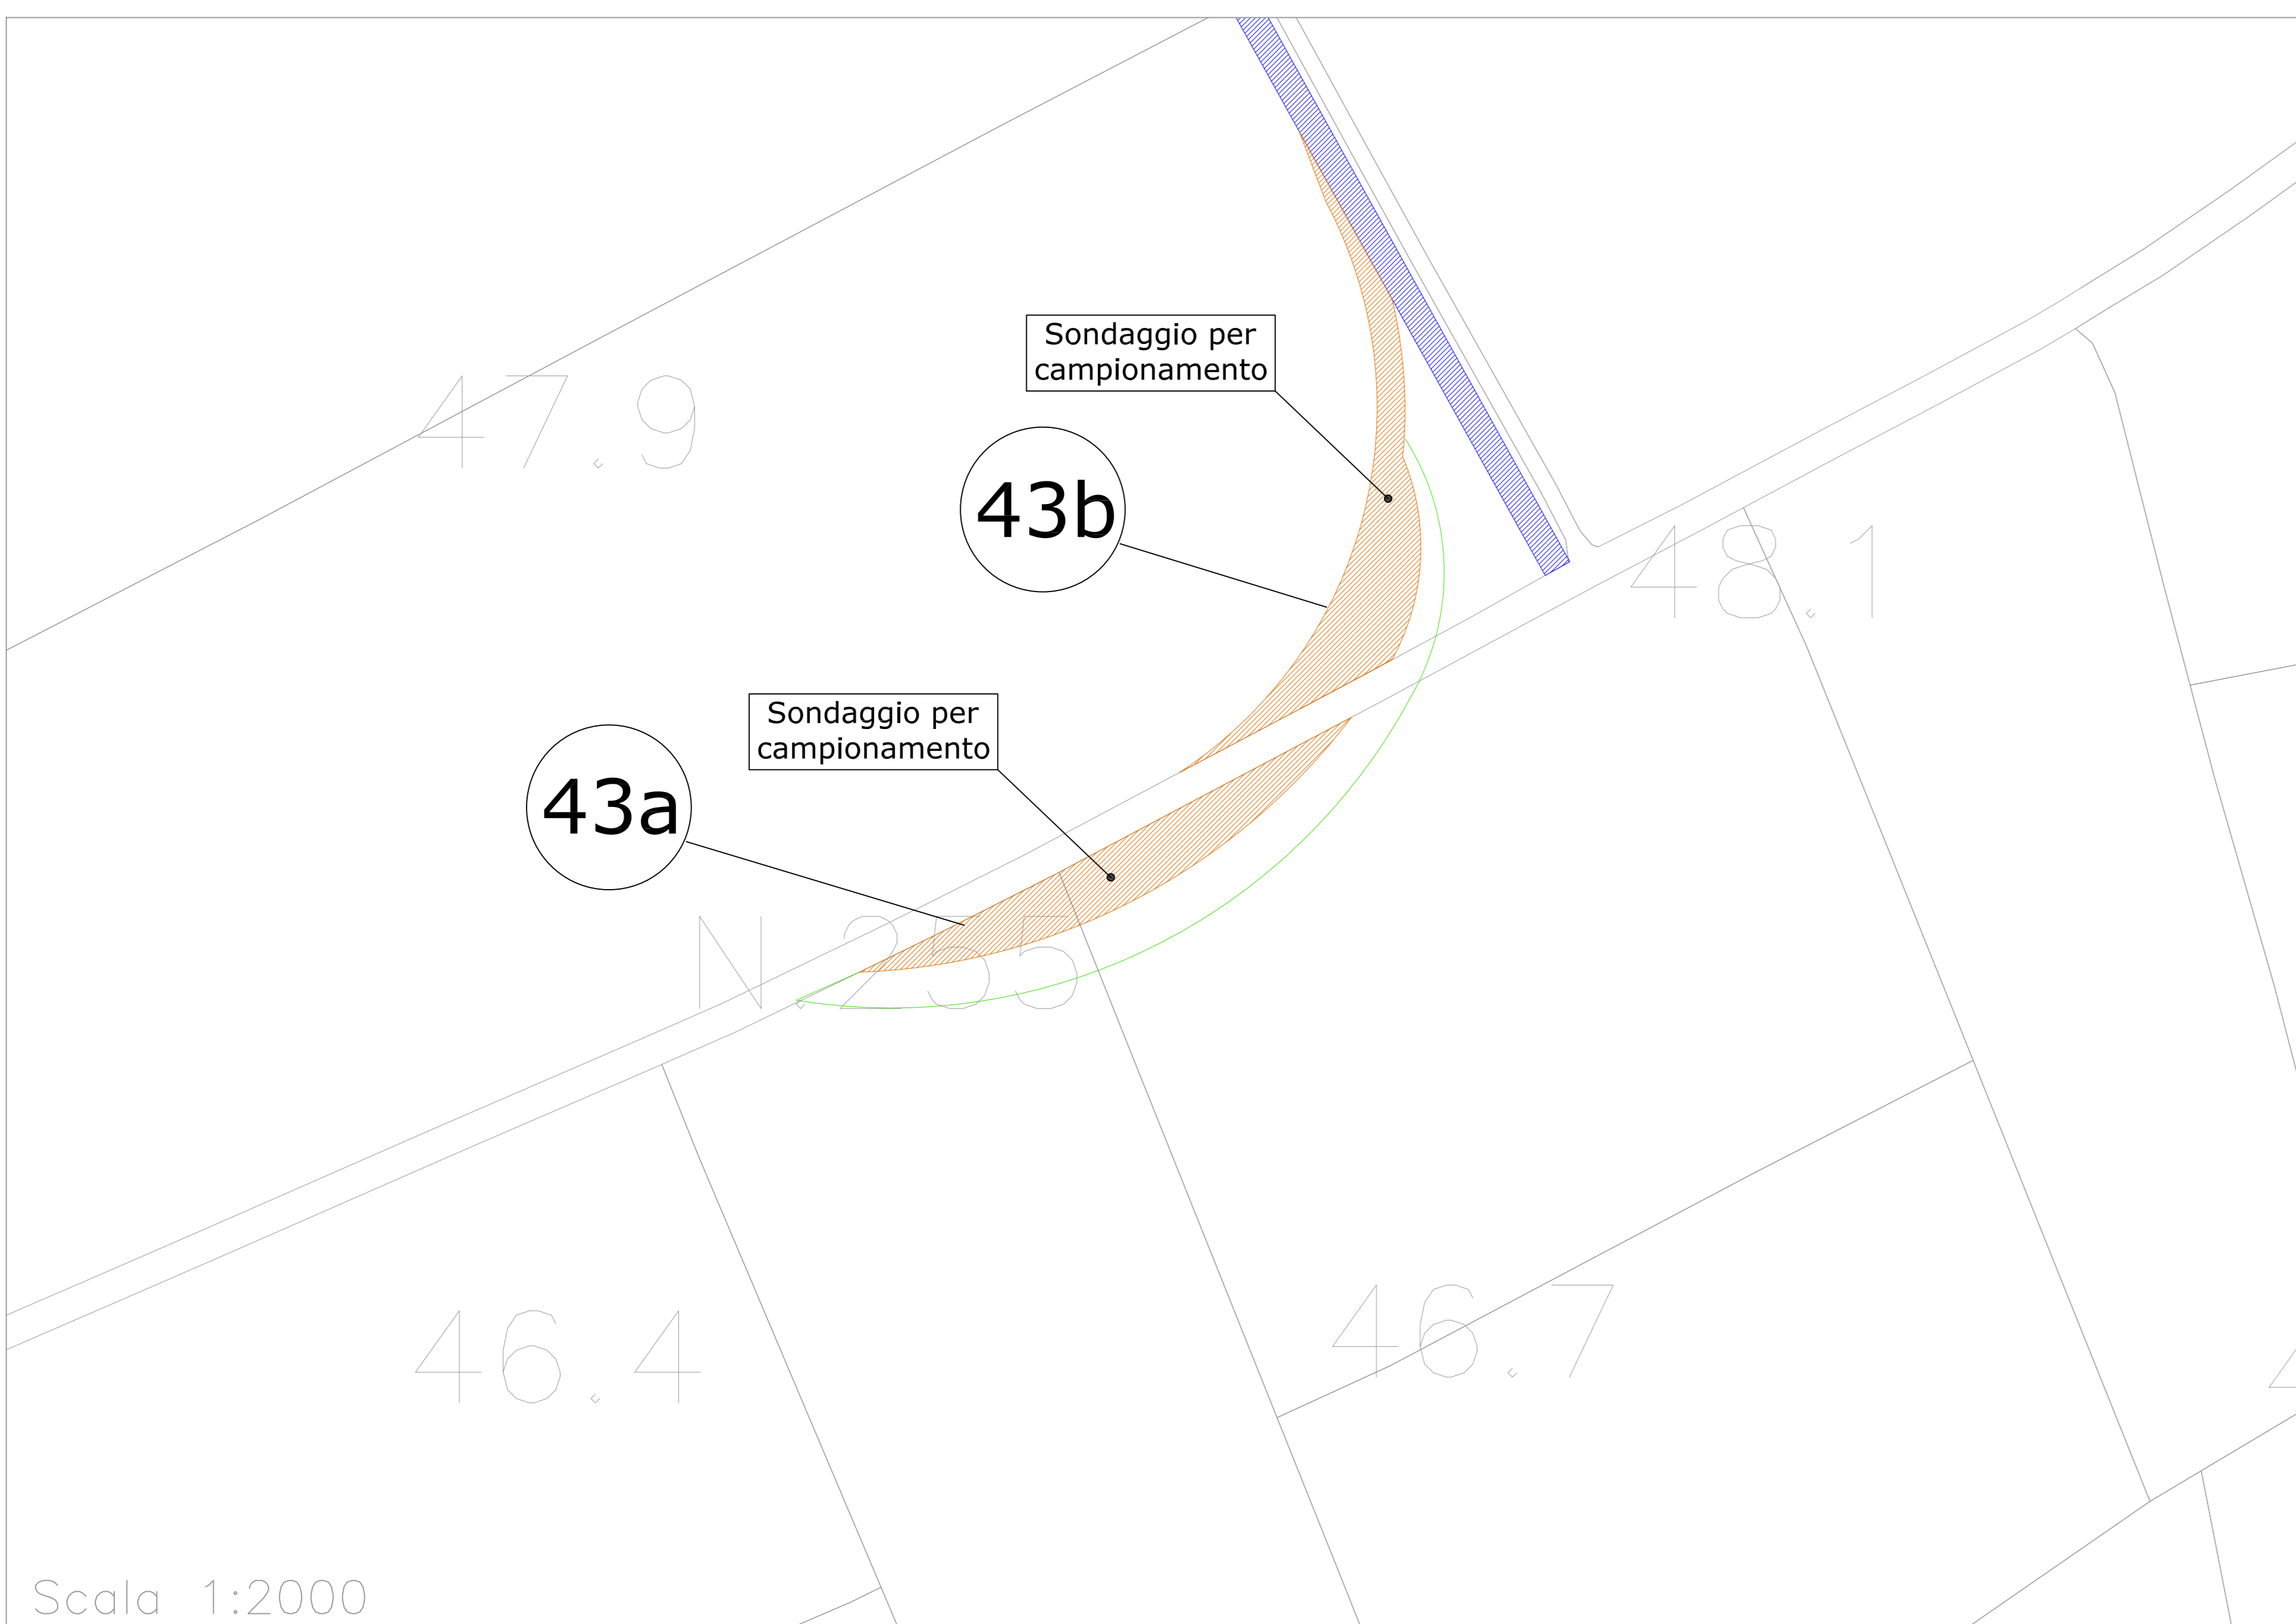 Sondaggio per
campionamento
47.9
43b
48.1
Sondaggio per
campionamento
43a
N.255
46.7
46.4
Scala 1:2000